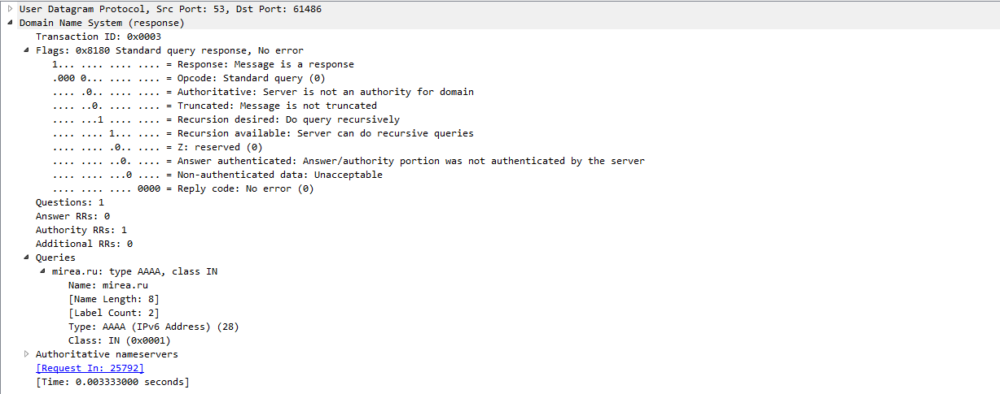 User Datagram Protocol, Src Port: 53, Dst Port: 61486
Domain Name System (response)
Transaction ID: 0x0003
Flags: 0x8180 Standard query response, No error
1... .... .... .... = Response: Message is a response
.000 0... .... .... = Opcode: Standard query (0)
.... .0.. .... .... = Authoritative: Server is not an authority for domain
.... ..0. .... .... = Truncated: Message is not truncated
.... ...1 .... .... = Recursion desired: Do query recursively
.... .... 1... .... = Recursion available: Server can do recursive queries
.... .... .0.. .... = Z: reserved (0)
.... .... ..0. .... = Answer authenticated: Answer/authority portion was not authenticated by the server
.... .... ...0 .... = Non-authenticated data: Unacceptable
.... .... .... 0000 = Reply code: No error (0)
Questions: 1
Answer RRs: 0
Authority RRs: 1
Additional RRs: 0
Queries
mirea.ru: type AAAA, class IN
Name: mirea.ru
[Name Length: 8]
[Label Count: 2]
Type: AAAA (IPv6 Address) (28)
Class: IN (0x0001)
Authoritative nameservers
[Request In: 25792]
[Time: 0.003333000 seconds]